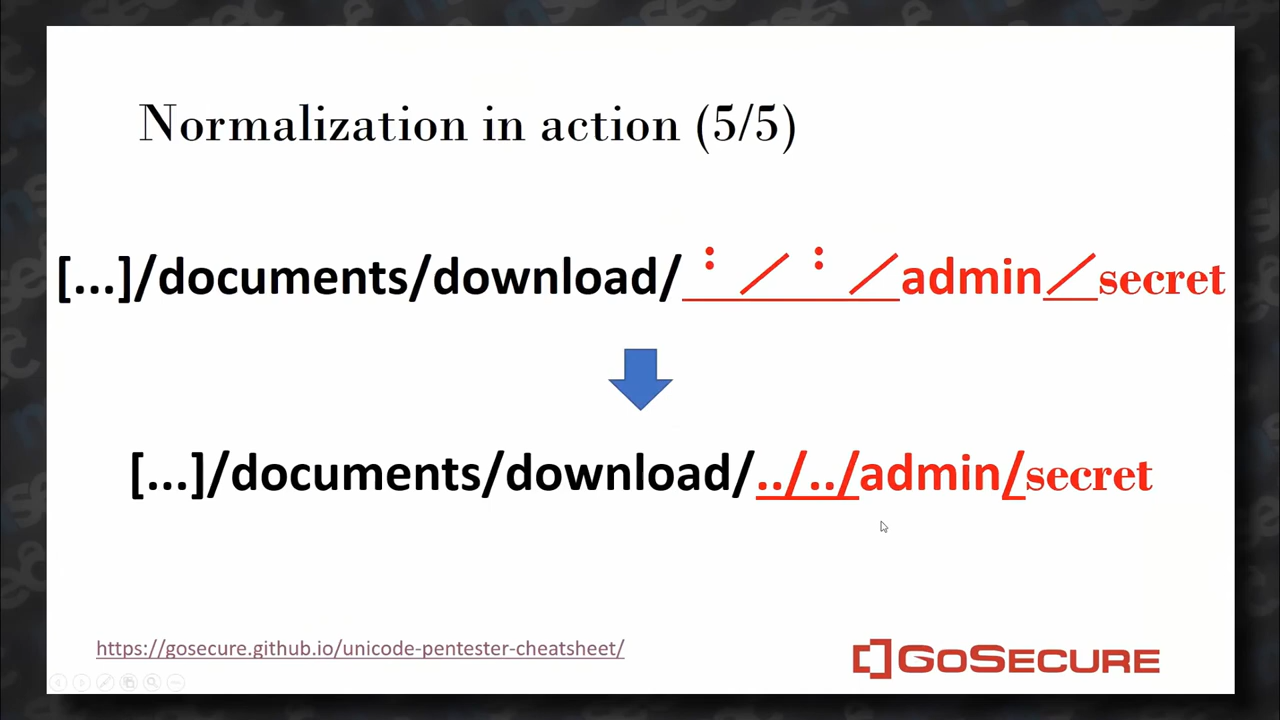 Normalization in action (5/5)
[...]/documents/download/︰／︰／admin／secret
[...]/documents/download/../../admin/secret
https://gosecure.github.io/unicode-pentester-cheatsheet/
GOSECURE